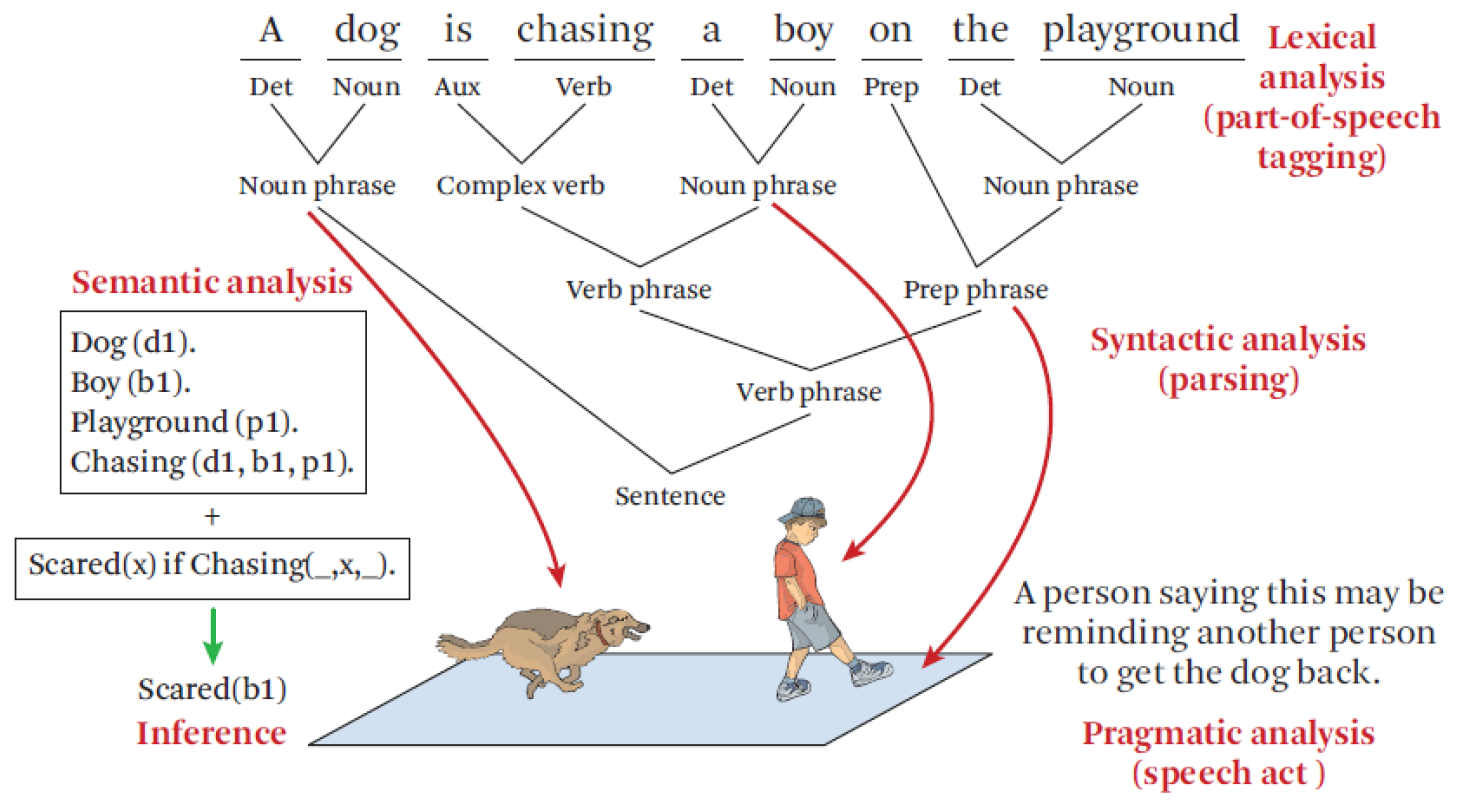 A dog is chasing a boy on the playground
Det Noun Aux Verb Det Noun Prep Det Noun
Lexical
analysis
(part-of-speech
tagging)
Noun phrase Complex verb Noun phrase Noun phrase
Semantic analysis
Verb phrase Prep phrase
Dog (d1).
Boy (b1).
Playground (p1).
Chasing (d1, b1, p1).
Syntactic analysis
(parsing)
Verb phrase
Sentence
+
Scared(x) if Chasing(_,x,_).
Scared(b1)
Inference
A person saying this may be
reminding another person
to get the dog back.
Pragmatic analysis
(speech act )